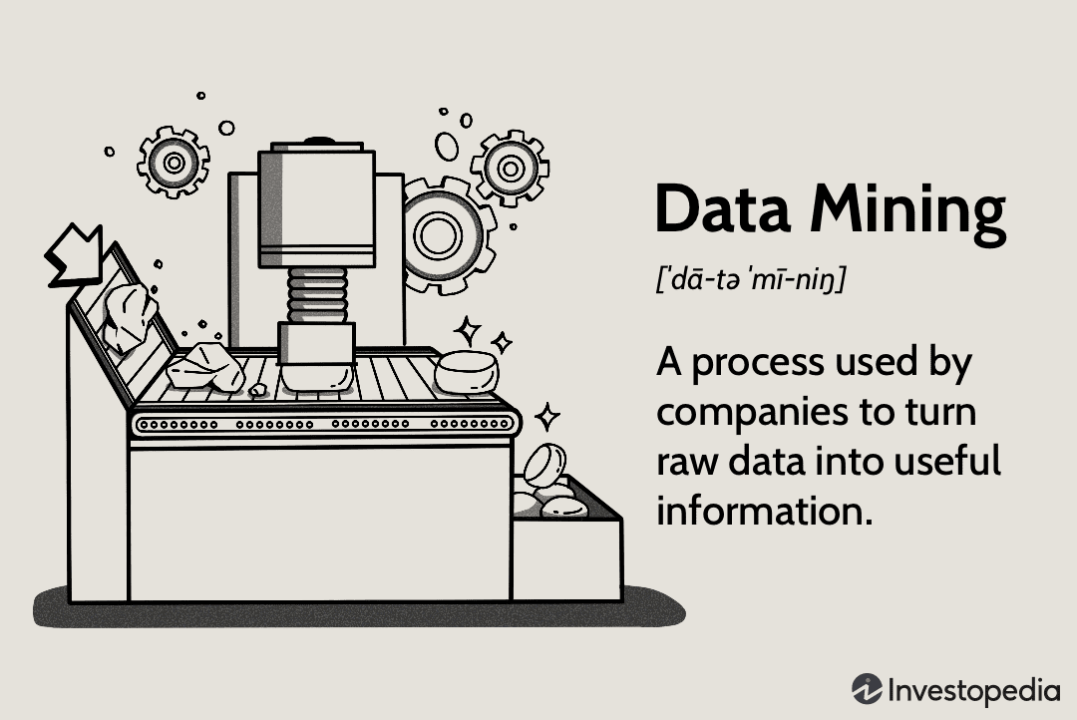 Data Mining
[ˈdā-tə ˈmī-niŋ]
A process used by
companies to turn
raw data into useful
information.
Investopedia